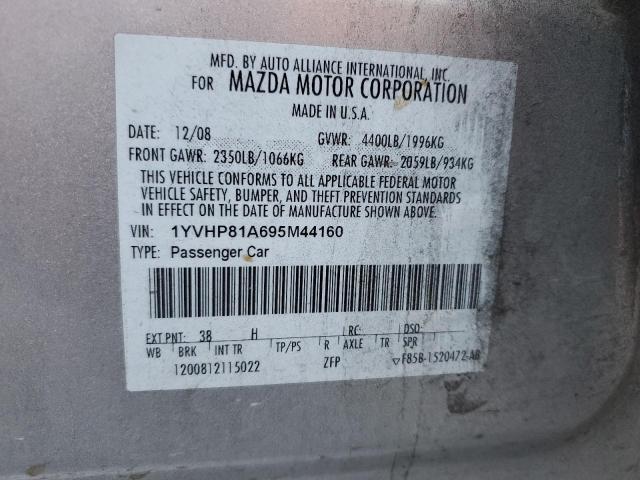 MFD. BY AUTO ALLIANCE INTERNATIONAL, INC.
FOR MAZDA MOTOR CORPORATION
MADE IN U.S.A.
DATE: 12/08 GVWR: 4400LB/1996KG
FRONT GAWR: 2350LB/1066KG REAR GAWR: 2059LB/934KG
THIS VEHICLE CONFORMS TO ALL APPLICABLE FEDERAL MOTOR
VEHICLE SAFETY, BUMPER, AND THEFT PREVENTION STANDARDS
IN EFFECT ON THE DATE OF MANUFACTURE SHOWN ABOVE.
VIN: 1YVHP81A695M44160
TYPE: Passenger Car
EXT PNT: 38 H RC: DSO:
WB BRK INT TR TP/PS R AXLE TR SPR
1200812115022 ZFP ▽F85B-1520472-AB